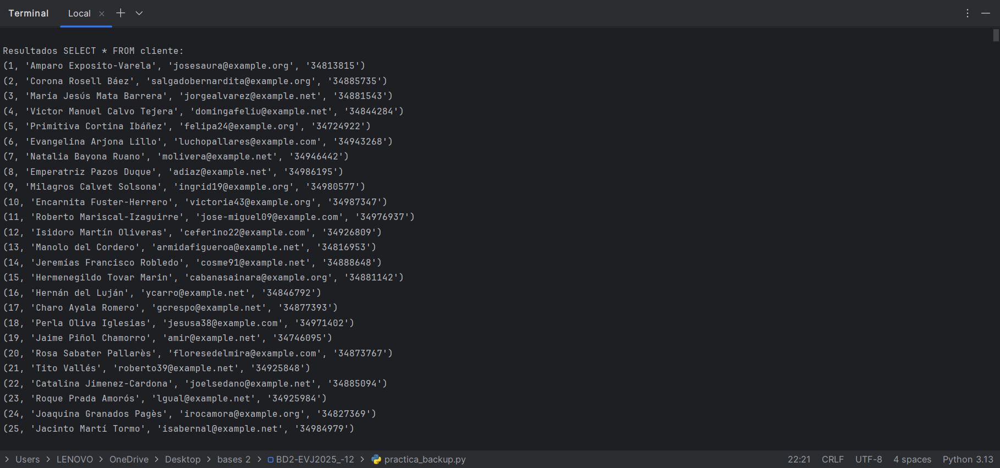 Terminal Local
Resultados SELECT * FROM cliente:
(1, 'Amparo Exposito-Varela', 'josesaura@example.org', '34813815')
(2, 'Corona Rosell Báez', 'salgadobernardita@example.org', '34885735')
(3, 'María Jesús Mata Barrera', 'jorgealvarez@example.net', '34881543')
(4, 'Victor Manuel Calvo Tejera', 'domingafeliu@example.net', '34844284')
(5, 'Primitiva Cortina Ibáñez', 'felipa24@example.org', '34724922')
(6, 'Evangelina Arjona Lillo', 'luchopallares@example.com', '34943268')
(7, 'Natalia Bayona Ruano', 'molivera@example.net', '34946442')
(8, 'Emperatriz Pazos Duque', 'adiaz@example.net', '34986195')
(9, 'Milagros Calvet Solsona', 'ingrid19@example.org', '34980577')
(10, 'Encarnita Fuster-Herrero', 'victoria43@example.org', '34987347')
(11, 'Roberto Mariscal-Izaguirre', 'jose-miguel09@example.com', '34976937')
(12, 'Isidoro Martín Oliveras', 'ceferino22@example.com', '34926809')
(13, 'Manolo del Cordero', 'armidafigueroa@example.net', '34816953')
(14, 'Jeremías Francisco Robledo', 'cosme91@example.net', '34888648')
(15, 'Hermenegildo Tovar Marin', 'cabanasainara@example.org', '34881142')
(16, 'Hernán del Luján', 'ycarro@example.net', '34846792')
(17, 'Charo Ayala Romero', 'gcrespo@example.net', '34877393')
(18, 'Perla Oliva Iglesias', 'jesusa38@example.com', '34971402')
(19, 'Jaime Piñol Chamorro', 'amir@example.net', '34746095')
(20, 'Rosa Sabater Pallarès', 'floresedelmira@example.com', '34873767')
(21, 'Tito Vallés', 'roberto39@example.net', '34925848')
(22, 'Catalina Jimenez-Cardona', 'joelsedano@example.net', '34885094')
(23, 'Roque Prada Amorós', 'lgual@example.net', '34925984')
(24, 'Joaquina Granados Pagès', 'irocamora@example.org', '34827369')
(25, 'Jacinto Martí Tormo', 'isabernal@example.net', '34984979')
> Users > LENOVO > OneDrive > Desktop > bases 2 > BD2-EVJ2025_-12 > practica_backup.py 22:21 CRLF UTF-8 4 spaces Python 3.13